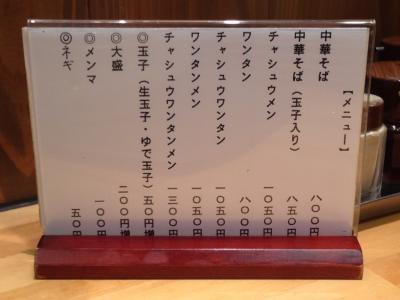 【メニュー】
中華そば 八〇〇円
中華そば（玉子入り） 八五〇円
チャシュウメン 一〇五〇円
ワンタン 八〇〇円
チャシュウワンタン 一〇五〇円
ワンタンメン 一〇五〇円
チャシュウワンタンメン 一三〇〇円
◎玉子（生玉子・ゆで玉子）五〇円増
◎大盛 二〇〇円増
◎メンマ 一〇〇円
◎ネギ 五〇円